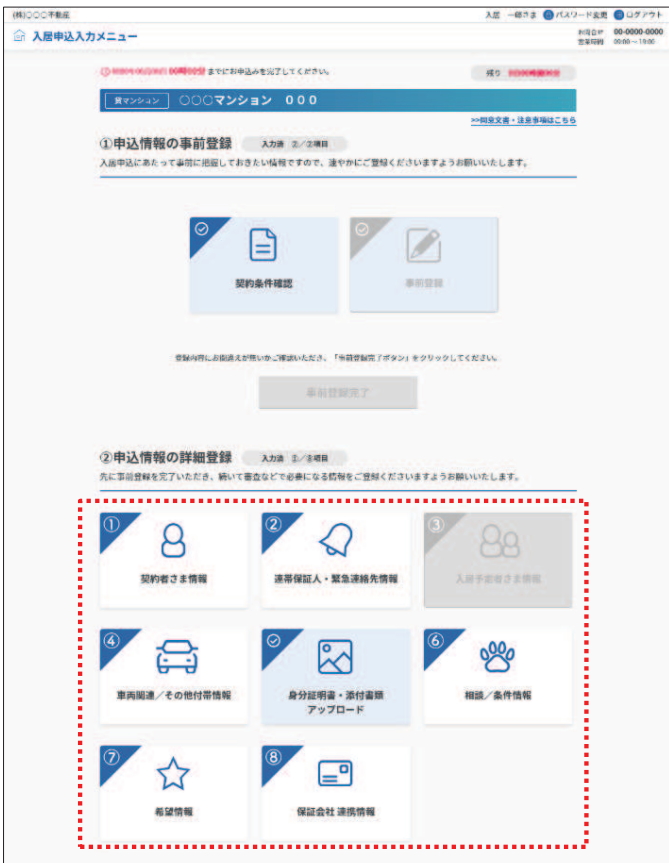 (株)〇〇〇不動産
入居 一郎さま パスワード変更 ログアウト
入居申込入力メニュー
00-0000-0000
営業時間 09:00～18:00
00時00分 までにお申込みを完了してください。
残り
賃マンション 〇〇〇マンション 000
>>同意文書・注意事項はこちら
①申込情報の事前登録 入力済 ②／②項目
入居申込にあたって事前に把握しておきたい情報ですので、速やかにご登録くださいますようお願いいたします。
契約条件確認
事前登録
登録内容にお間違えが無いかご確認いただき、「事前登録完了ボタン」をクリックしてください。
事前登録完了
②申込情報の詳細登録 入力済 ／⑧項目
先に事前登録を完了いただき、続いて審査などで必要になる情報をご登録くださいますようお願いいたします。
① 契約者さま情報
② 連帯保証人・緊急連絡先情報
③ 入居予定者さま情報
④ 車両関連／その他付帯情報
身分証明書・添付書類
アップロード
⑥ 相談／条件情報
⑦ 希望情報
⑧ 保証会社 連携情報